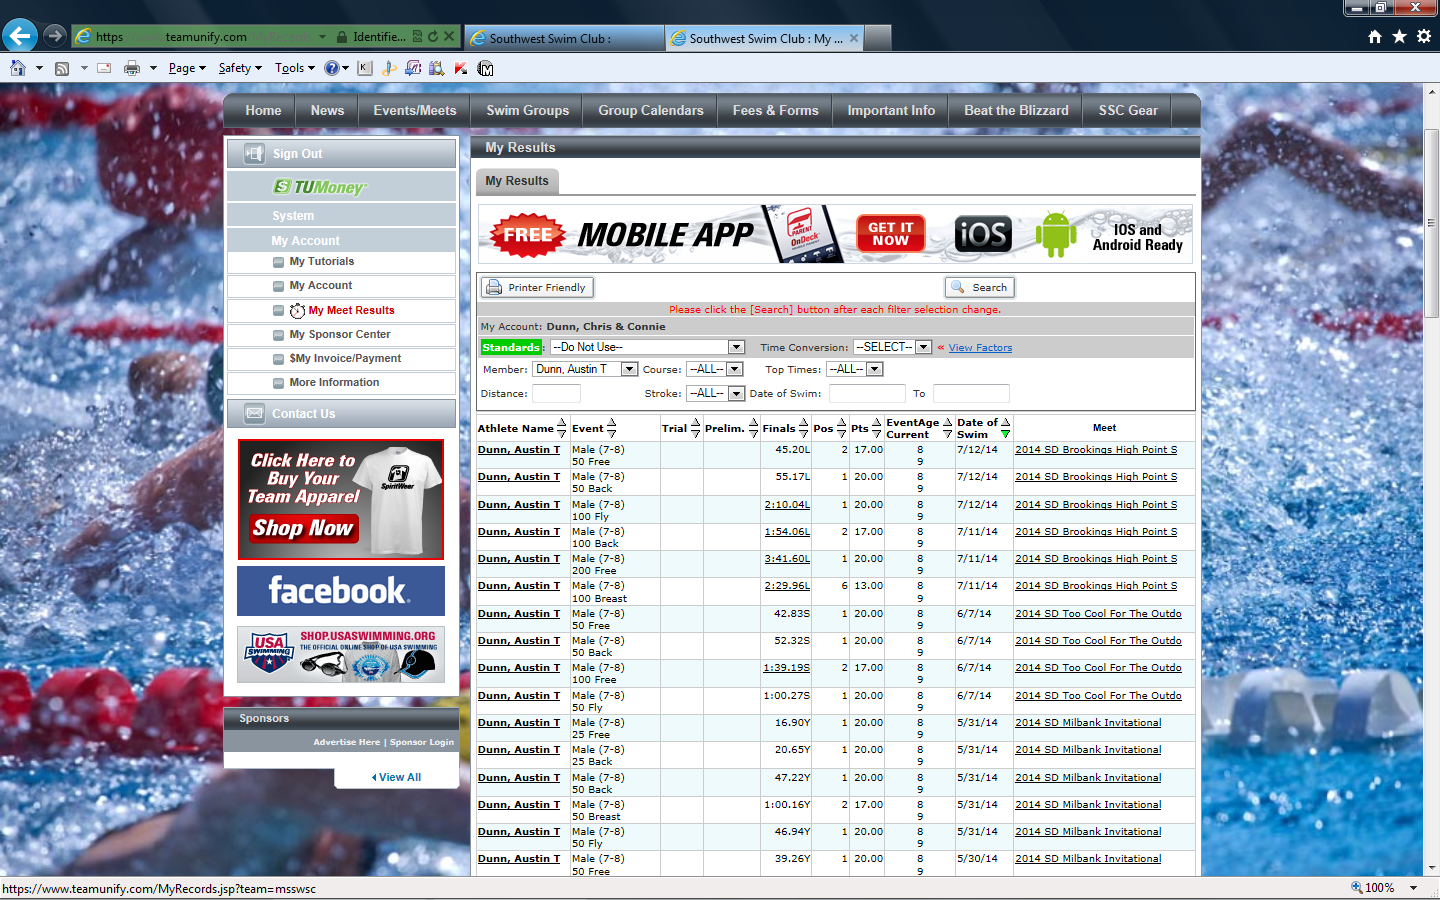 https teamunify.com/MyRecords Identifie...
Southwest Swim Club :
Southwest Swim Club : My ...
Page Safety Tools
Home News Events/Meets Swim Groups Group Calendars Fees & Forms Important Info Beat the Blizzard SSC Gear
Sign Out
$ TUMoney
System
My Account
My Tutorials
My Account
My Meet Results
My Sponsor Center
$My Invoice/Payment
More Information
Contact Us
Click Here to
Buy Your
Team Apparel
Shop Now
SpiritWear
facebook
USA SWIMMING
SHOP.USASWIMMING.ORG
THE OFFICIAL ONLINE SHOP OF USA SWIMMING
Sponsors
Advertise Here | Sponsor Login
View All
My Results
My Results
FREE MOBILE APP
PARENT
OnDeck
GET IT
NOW
iOS
IOS and
Android Ready
Printer Friendly Search
Please click the [Search] button after each filter selection change.
My Account: Dunn, Chris & Connie
Standards: --Do Not Use-- Time Conversion: --SELECT-- « View Factors
Member: Dunn, Austin T Course: --ALL-- Top Times: --ALL--
Distance: Stroke: --ALL-- Date of Swim: To
Athlete Name Event Trial Prelim. Finals Pos Pts EventAge Current Date of Swim Meet
Dunn, Austin T Male (7-8) 45.20L 2 17.00 8 7/12/14 2014 SD Brookings High Point S
50 Free 9
Dunn, Austin T Male (7-8) 55.17L 1 20.00 8 7/12/14 2014 SD Brookings High Point S
50 Back 9
Dunn, Austin T Male (7-8) 2:10.04L 1 20.00 8 7/12/14 2014 SD Brookings High Point S
100 Fly 9
Dunn, Austin T Male (7-8) 1:54.06L 2 17.00 8 7/11/14 2014 SD Brookings High Point S
100 Back 9
Dunn, Austin T Male (7-8) 3:41.60L 1 20.00 8 7/11/14 2014 SD Brookings High Point S
200 Free 9
Dunn, Austin T Male (7-8) 2:29.96L 6 13.00 8 7/11/14 2014 SD Brookings High Point S
100 Breast 9
Dunn, Austin T Male (7-8) 42.83S 1 20.00 8 6/7/14 2014 SD Too Cool For The Outdo
50 Free 9
Dunn, Austin T Male (7-8) 52.32S 1 20.00 8 6/7/14 2014 SD Too Cool For The Outdo
50 Back 9
Dunn, Austin T Male (7-8) 1:39.19S 2 17.00 8 6/7/14 2014 SD Too Cool For The Outdo
100 Free 9
Dunn, Austin T Male (7-8) 1:00.27S 1 20.00 8 6/7/14 2014 SD Too Cool For The Outdo
50 Fly 9
Dunn, Austin T Male (7-8) 16.90Y 1 20.00 8 5/31/14 2014 SD Milbank Invitational
25 Free 9
Dunn, Austin T Male (7-8) 20.65Y 1 20.00 8 5/31/14 2014 SD Milbank Invitational
25 Back 9
Dunn, Austin T Male (7-8) 47.22Y 1 20.00 8 5/31/14 2014 SD Milbank Invitational
50 Back 9
Dunn, Austin T Male (7-8) 1:00.16Y 2 17.00 8 5/31/14 2014 SD Milbank Invitational
50 Breast 9
Dunn, Austin T Male (7-8) 46.94Y 1 20.00 8 5/31/14 2014 SD Milbank Invitational
50 Fly 9
Dunn, Austin T Male (7-8) 39.26Y 1 20.00 8 5/30/14 2014 SD Milbank Invitational
50 Free 9
https://www.teamunify.com/MyRecords.jsp?team=msswsc
100%